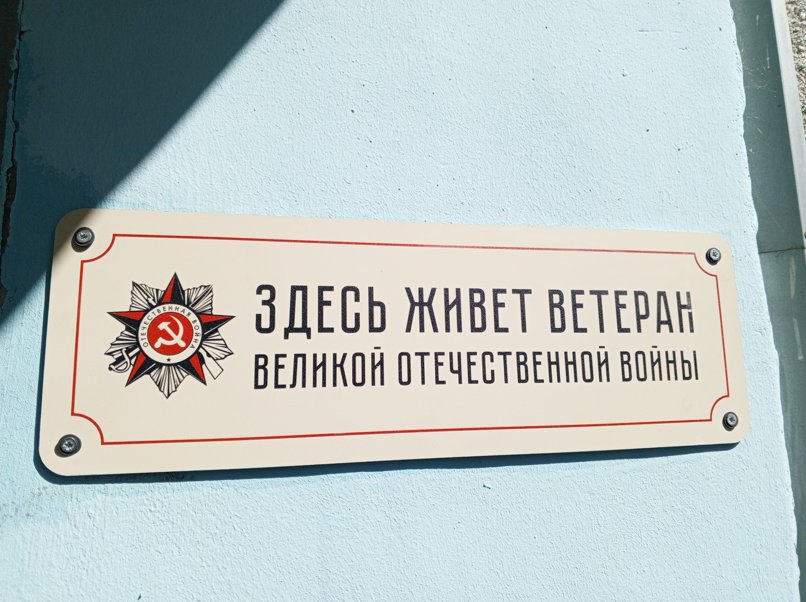 ОТЕЧЕСТВЕННАЯ ВОЙНА
ЗДЕСЬ ЖИВЕТ ВЕТЕРАН
ВЕЛИКОЙ ОТЕЧЕСТВЕННОЙ ВОЙНЫ